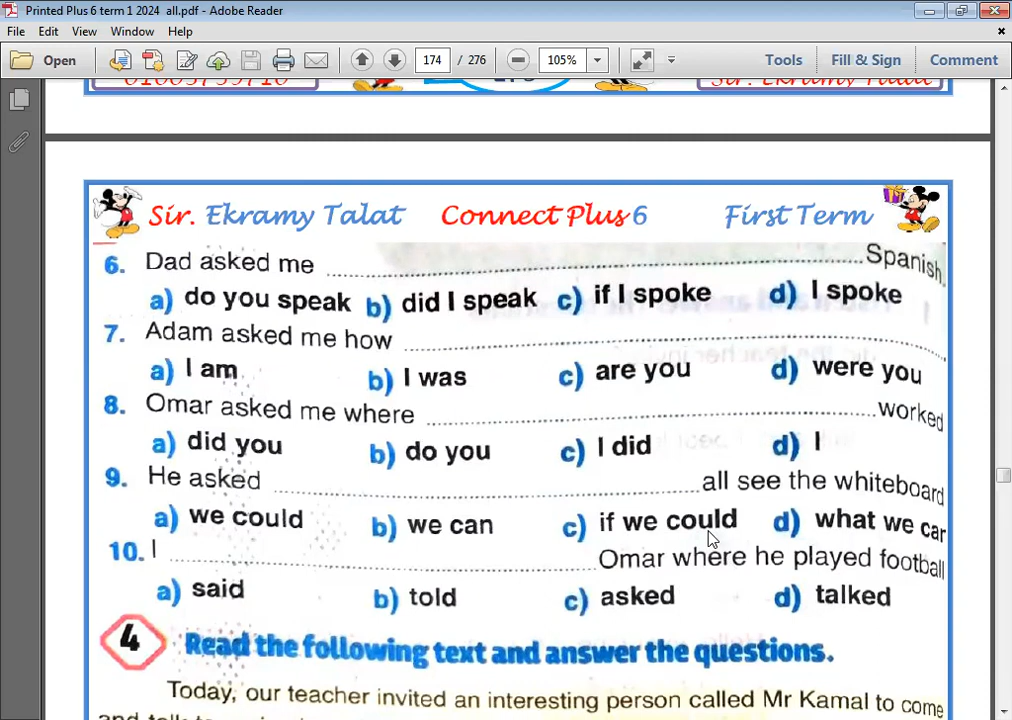 Printed Plus 6 term 1 2024 all.pdf - Adobe Reader
File Edit View Window Help
Open 174 / 276 105% Tools Fill & Sign Comment
Sir. Ekramy Talat
Sir. Ekramy Talat Connect Plus 6 First Term
6. Dad asked me ........ Spanish.
a) do you speak b) did I speak c) if I spoke d) I spoke
7. Adam asked me how ........
a) I am b) I was c) are you d) were you
8. Omar asked me where ........ worked
a) did you b) do you c) I did d) I
9. He asked ........ all see the whiteboard
a) we could b) we can c) if we could d) what we car
10. I ........ Omar where he played football
a) said b) told c) asked d) talked
4 Read the following text and answer the questions.
Today, our teacher invited an interesting person called Mr Kamal to come